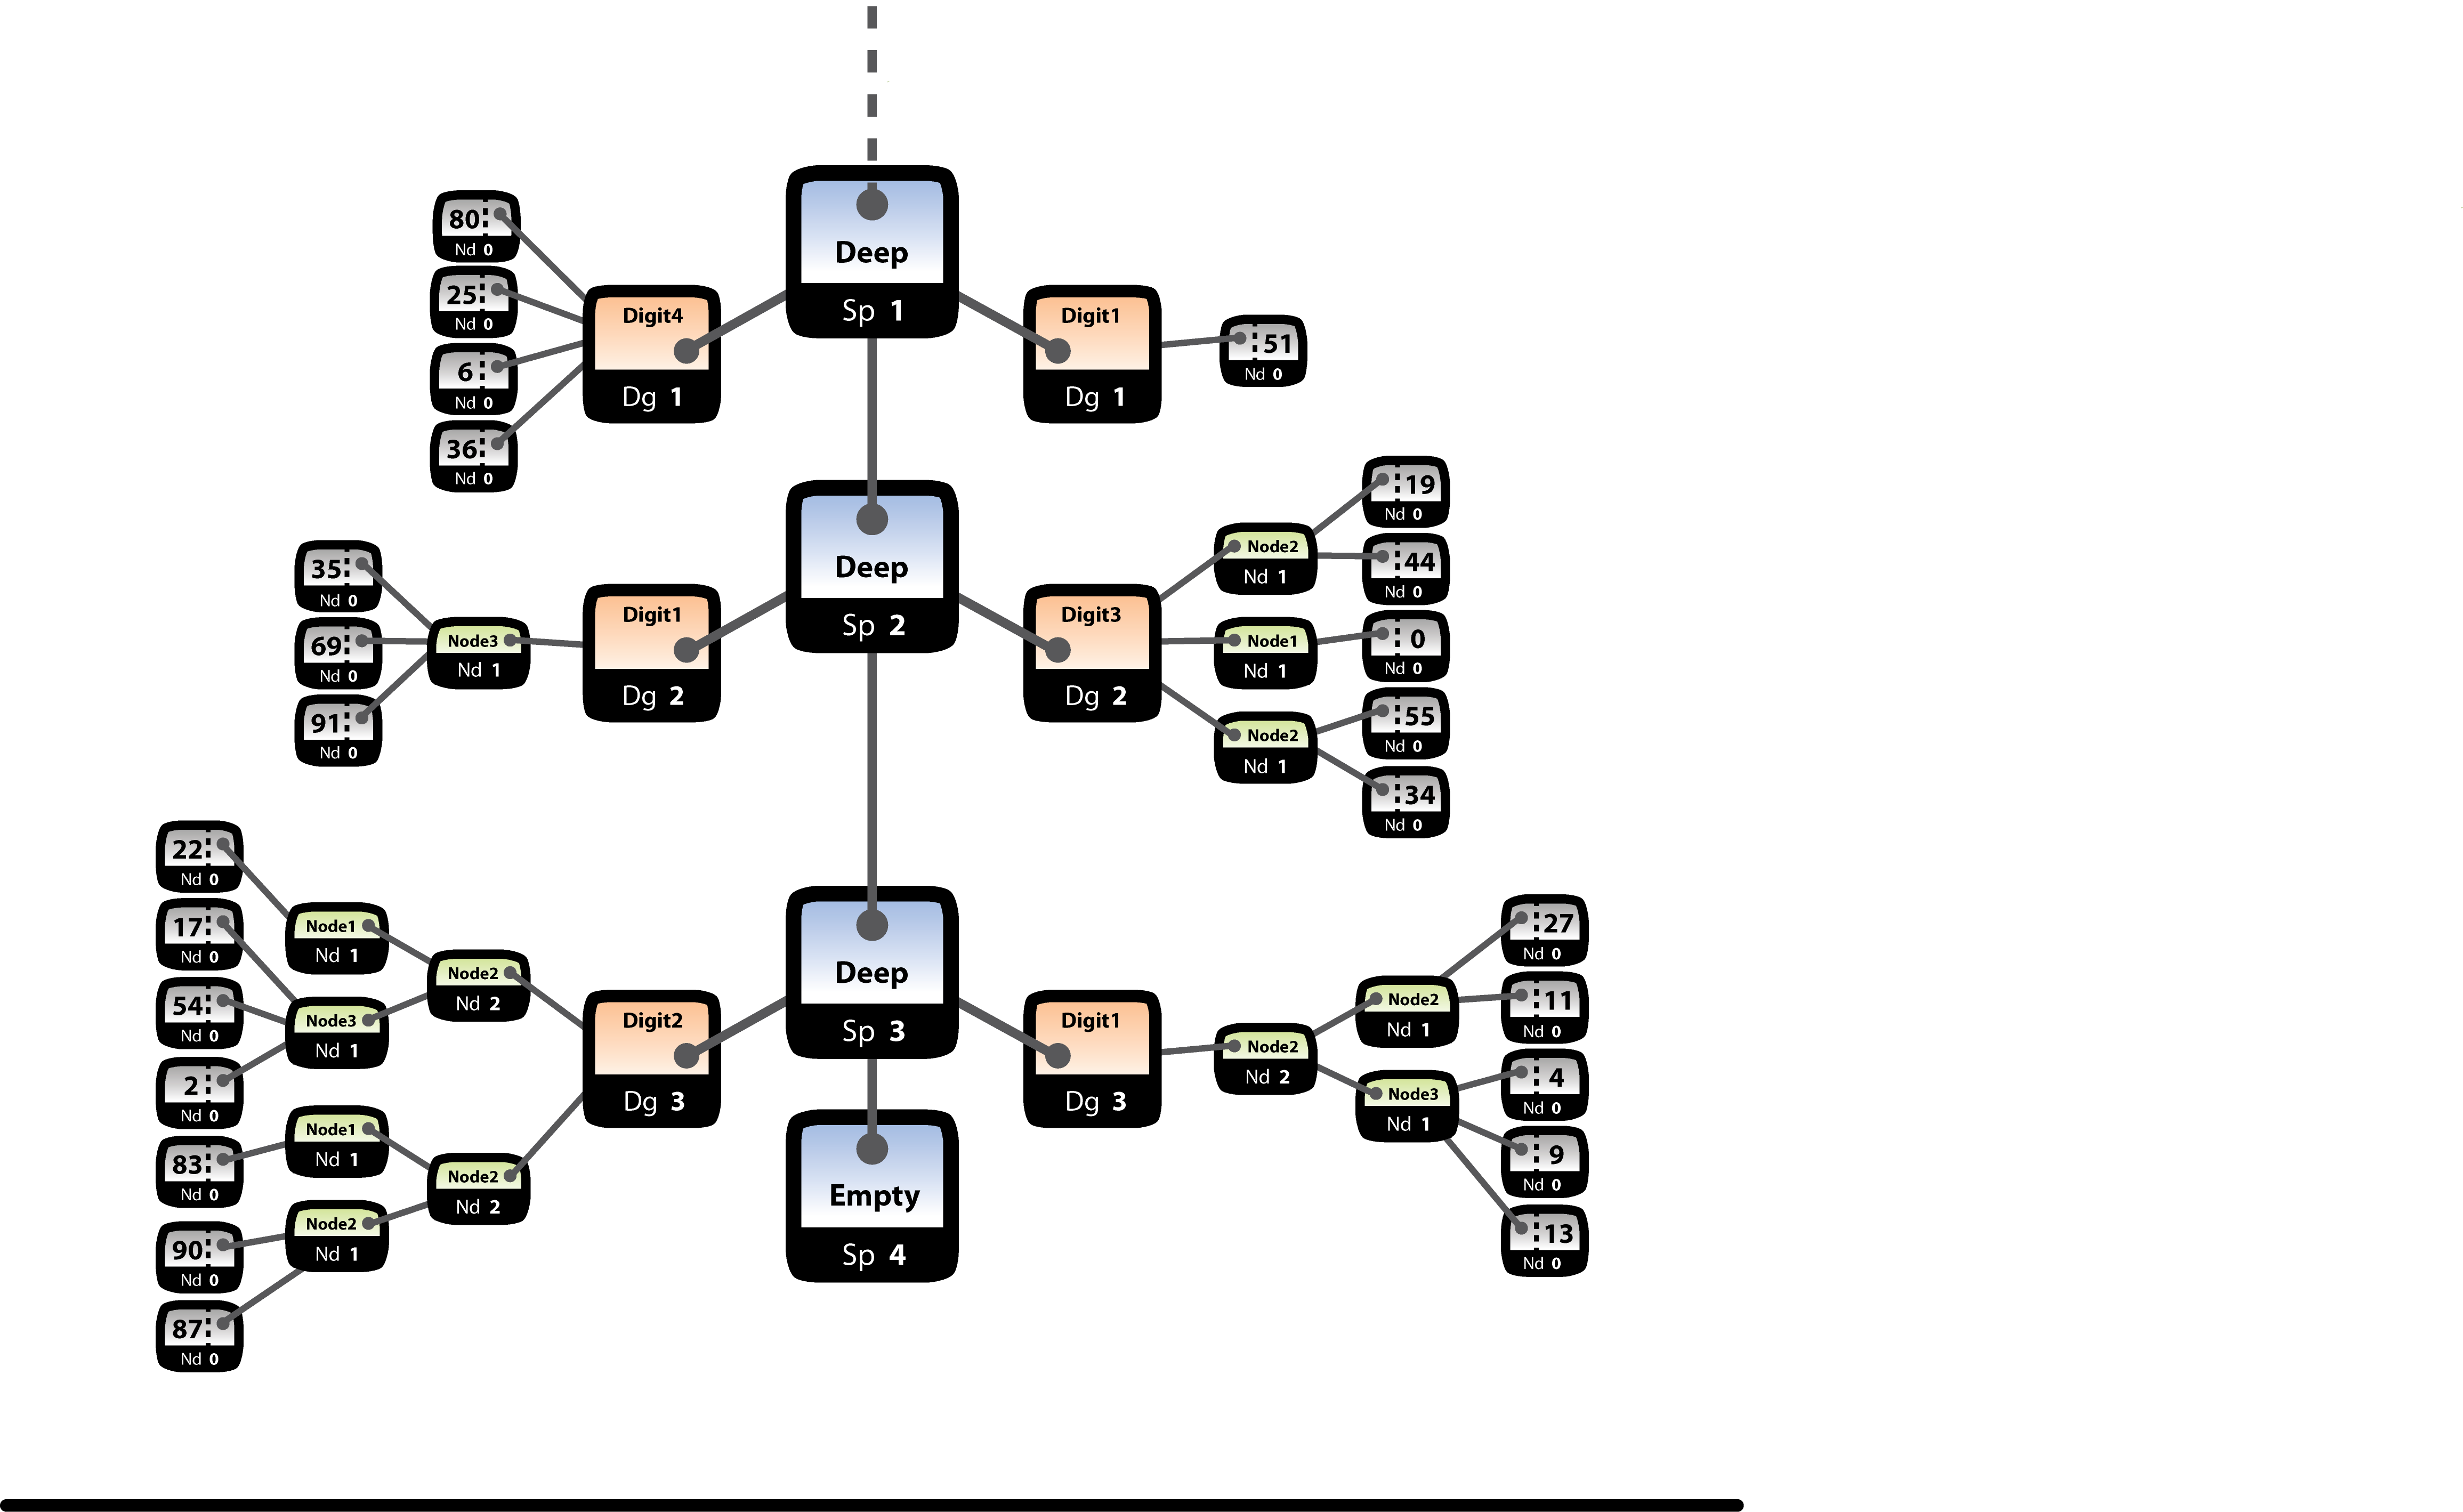 Deep
Sp 1
80
Nd 0
25
Nd 0
6
Nd 0
36
Nd 0
Digit4
Dg 1
Digit1
Dg 1
51
Nd 0
Deep
Sp 2
35
Nd 0
69
Nd 0
91
Nd 0
Node3
Nd 1
Digit1
Dg 2
Digit3
Dg 2
Node2
Nd 1
Node1
Nd 1
Node2
Nd 1
19
Nd 0
44
Nd 0
0
Nd 0
55
Nd 0
34
Nd 0
Deep
Sp 3
22
Nd 0
17
Nd 0
54
Nd 0
2
Nd 0
83
Nd 0
90
Nd 0
87
Nd 0
Node1
Nd 1
Node3
Nd 1
Node1
Nd 1
Node2
Nd 1
Node2
Nd 2
Node2
Nd 2
Digit2
Dg 3
Digit1
Dg 3
Node2
Nd 2
Node2
Nd 1
Node3
Nd 1
27
Nd 0
11
Nd 0
4
Nd 0
9
Nd 0
13
Nd 0
Empty
Sp 4